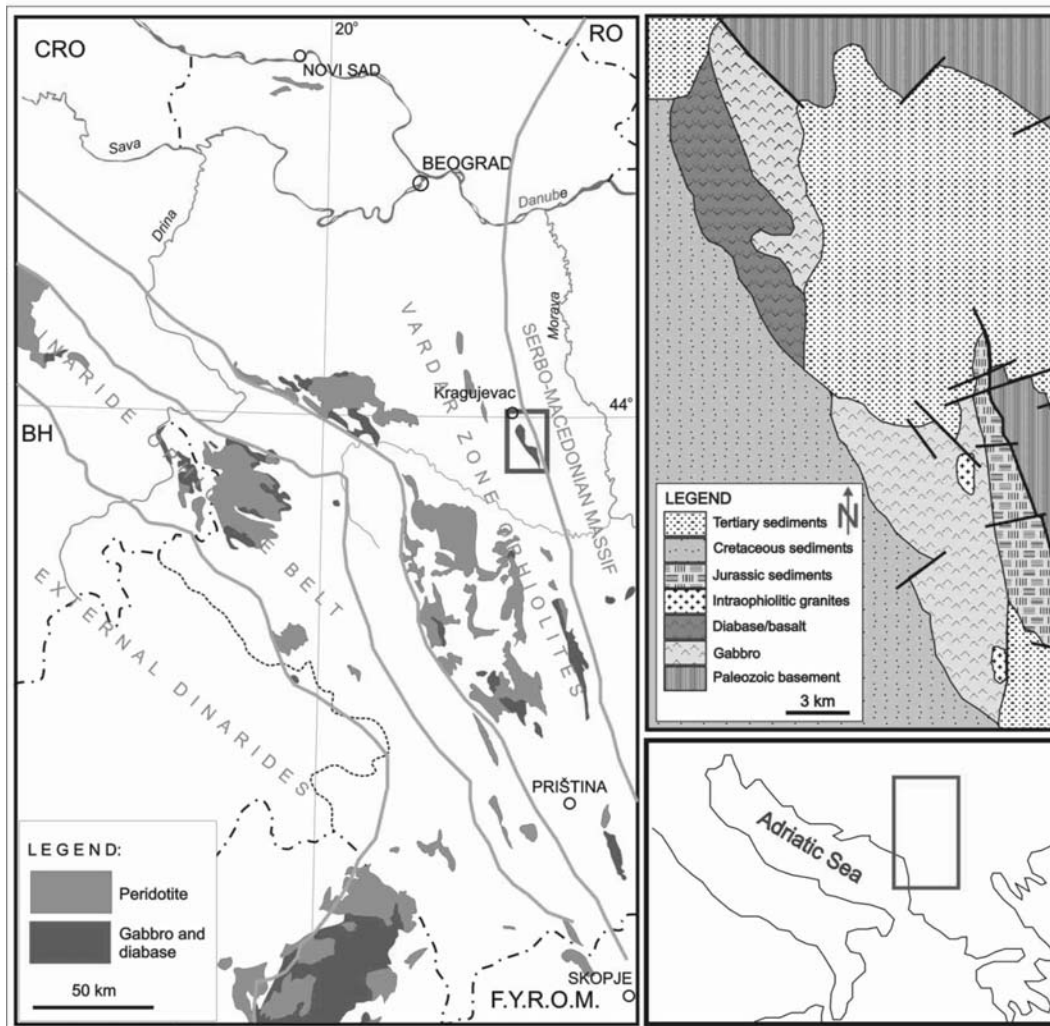 CRO
20°
RO
NOVI SAD
Sava
BEOGRAD
Danube
Drina
Morava
VARDAR ZONE OPHIOLITES
SERBO-MACEDONIAN MASSIF
Kragujevac
44°
BH
INARIDE O E BELT
EXTERNAL DINARIDES
PRIŠTINA
SKOPJE
F.Y.R.O.M.
LEGEND:
Peridotite
Gabbro and
diabase
50 km
LEGEND
N
Tertiary sediments
Cretaceous sediments
Jurassic sediments
Intraophiolitic granites
Diabase/basalt
Gabbro
Paleozoic basement
3 km
Adriatic Sea